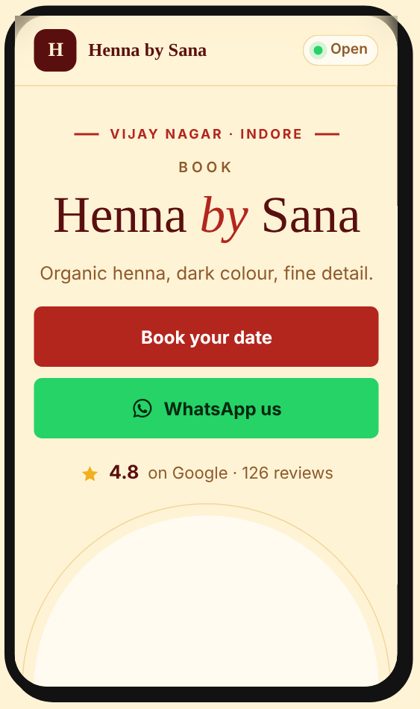 H
Henna by Sana
Open
VIJAY NAGAR · INDORE
BOOK
Henna by Sana
Organic henna, dark colour, fine detail.
Book your date
WhatsApp us
4.8 on Google · 126 reviews